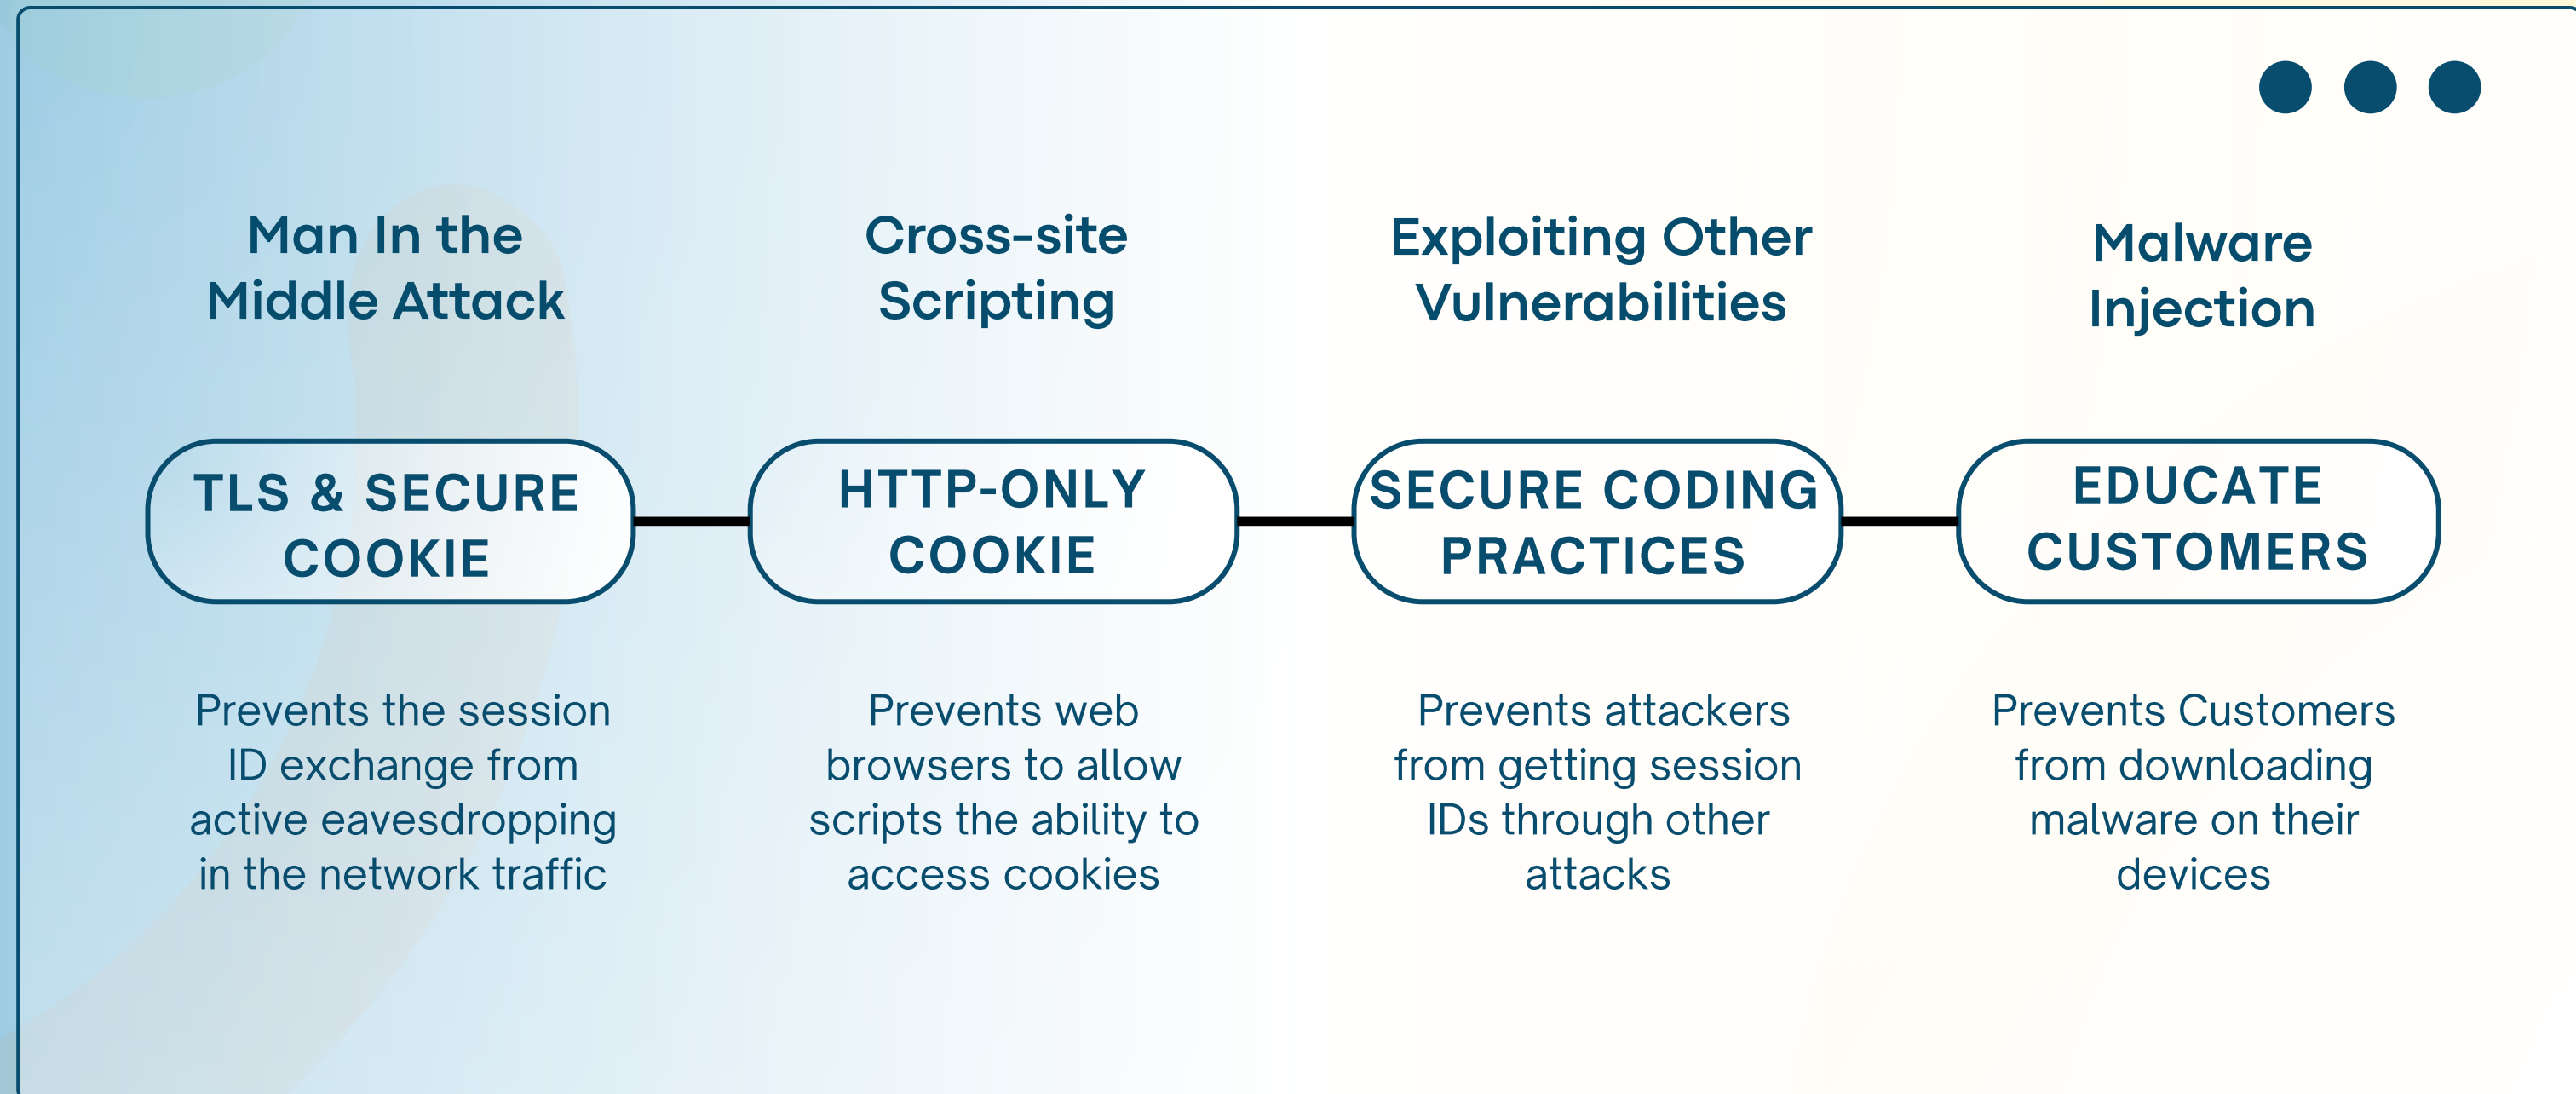 Man In the
Middle Attack
Cross-site
Scripting
Exploiting Other
Vulnerabilities
Malware
Injection
TLS & SECURE
COOKIE
HTTP-ONLY
COOKIE
SECURE CODING
PRACTICES
EDUCATE
CUSTOMERS
Prevents the session
ID exchange from
active eavesdropping
in the network traffic
Prevents web
browsers to allow
scripts the ability to
access cookies
Prevents attackers
from getting session
IDs through other
attacks
Prevents Customers
from downloading
malware on their
devices